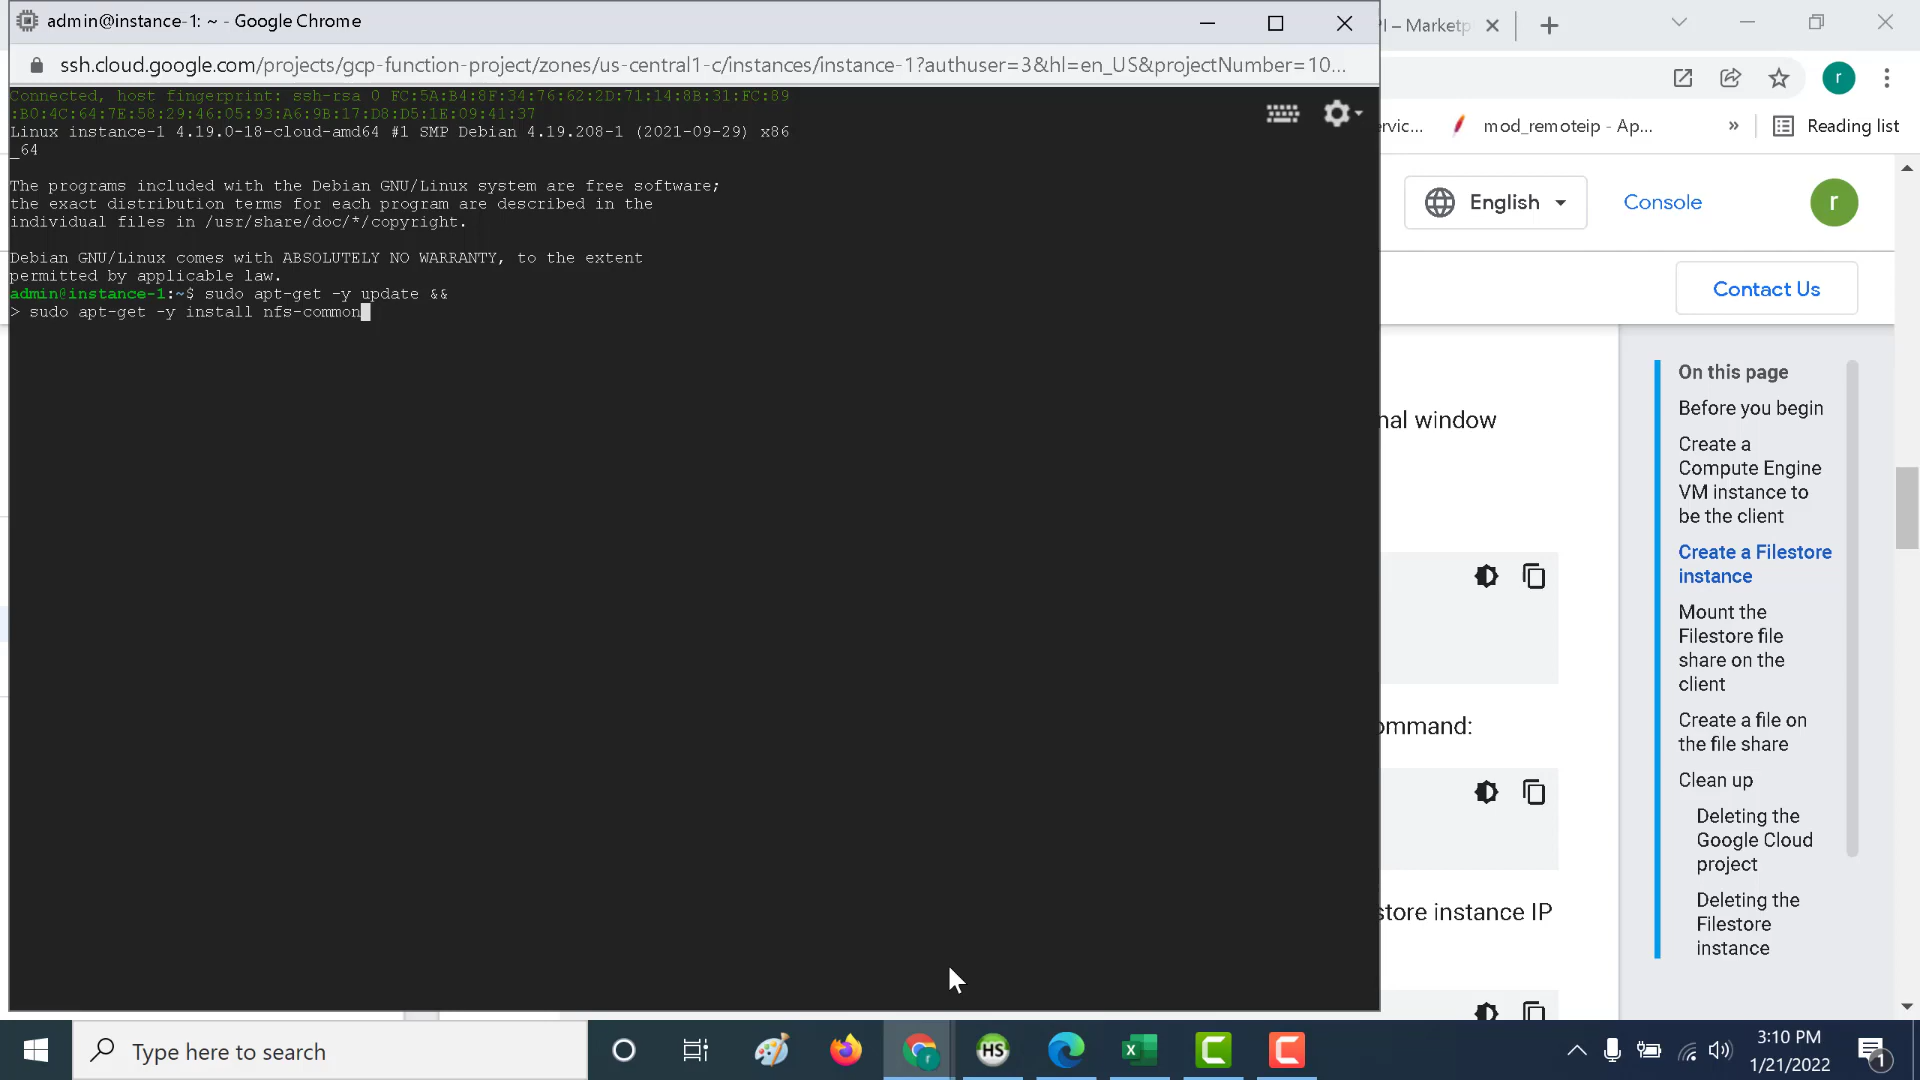 admin@instance-1: ~ - Google Chrome
ssh.cloud.google.com/projects/gcp-function-project/zones/us-central1-c/instances/instance-1?authuser=3&hl=en_US&projectNumber=10...
Connected, host fingerprint: ssh-rsa 0 FC:5A:B4:8F:34:76:62:2D:71:14:8B:31:FC:89
:B0:4C:64:7E:58:29:46:05:93:A6:9B:17:D8:D5:1E:09:41:37
Linux instance-1 4.19.0-18-cloud-amd64 #1 SMP Debian 4.19.208-1 (2021-09-29) x86
_64
The programs included with the Debian GNU/Linux system are free software;
the exact distribution terms for each program are described in the
individual files in /usr/share/doc/*/copyright.
Debian GNU/Linux comes with ABSOLUTELY NO WARRANTY, to the extent
permitted by applicable law.
admin@instance-1:~$ sudo apt-get -y update &&
> sudo apt-get -y install nfs-common
I – Marketp
r
ervic...
mod_remoteip - Ap...
»
Reading list
English
Console
r
Contact Us
nal window
ommand:
store instance IP
On this page
Before you begin
Create a
Compute Engine
VM instance to
be the client
Create a Filestore
instance
Mount the
Filestore file
share on the
client
Create a file on
the file share
Clean up
Deleting the
Google Cloud
project
Deleting the
Filestore
instance
Type here to search
r
HS
3:10 PM
1/21/2022
1